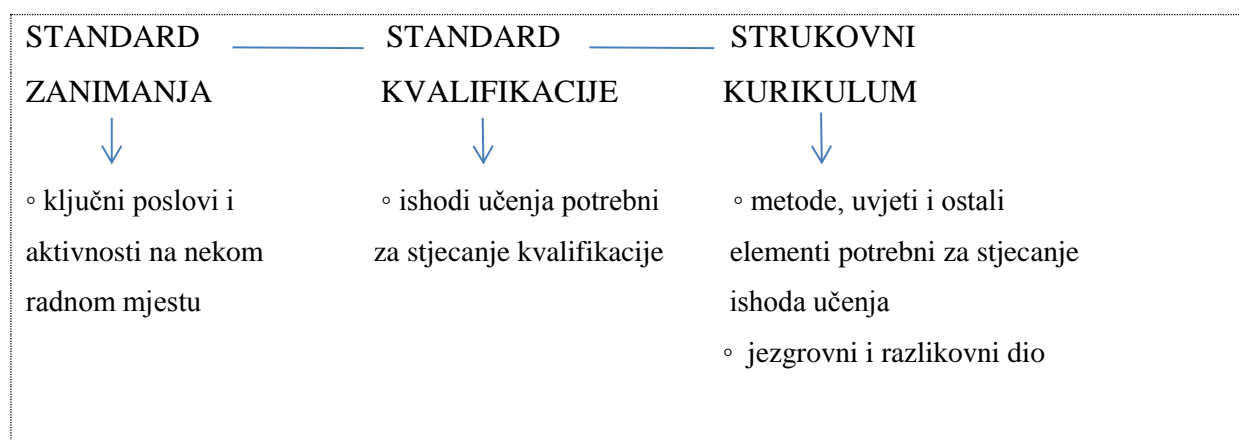 STANDARD
ZANIMANJA
◦ ključni poslovi i
aktivnosti na nekom
radnom mjestu
STANDARD
KVALIFIKACIJE
◦ ishodi učenja potrebni
za stjecanje kvalifikacije
STRUKOVNI
KURIKULUM
◦ metode, uvjeti i ostali
elementi potrebni za stjecanje
ishoda učenja
◦ jezgrovni i razlikovni dio